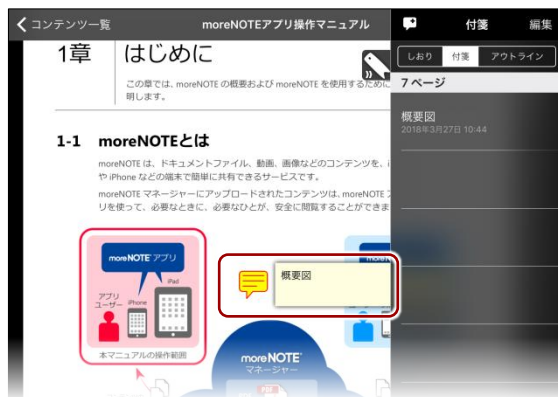 コンテンツ一覧
moreNOTEアプリ操作マニュアル
付箋
編集
しおり
付箋
アウトライン
7 ページ
概要図
2018年3月27日 10:44
1章 はじめに
この章では、moreNOTE の概要および moreNOTE を使用するために
明します。
1-1 moreNOTEとは
moreNOTE は、ドキュメントファイル、動画、画像などのコンテンツを、i
や iPhone などの端末で簡単に共有できるサービスです。
moreNOTE マネージャーにアップロードされたコンテンツは、moreNOTE ア
リを使って、必要なときに、必要なひとが、安全に閲覧することができま
moreNOTE アプリ
iPad
アプリ
ユーザー
iPhone
本マニュアルの操作範囲
概要図
moreNOTE
マネージャー
PDF